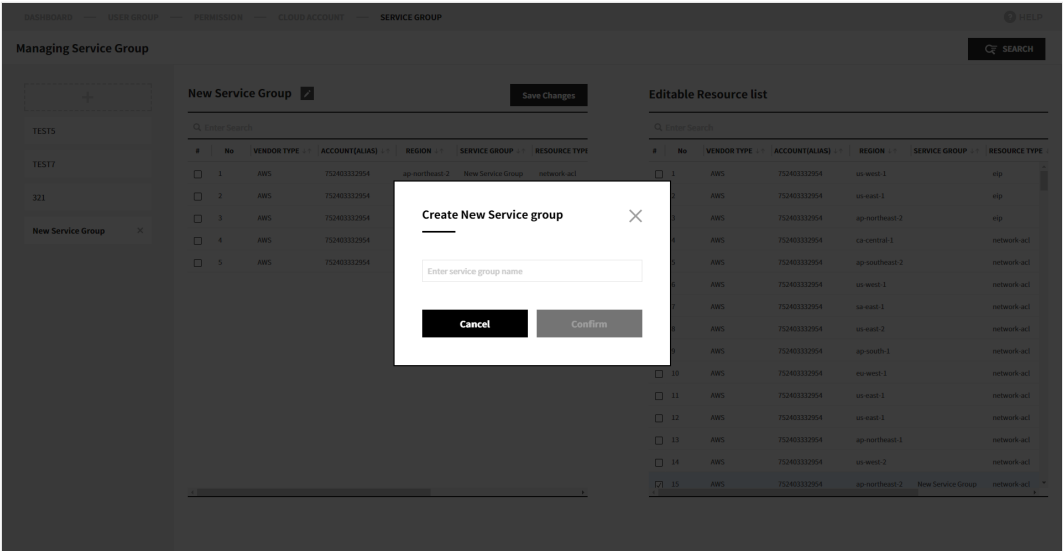 DASHBOARD — USER GROUP — PERMISSION — CLOUD ACCOUNT — SERVICE GROUP ? HELP
Managing Service Group SEARCH
+
TEST5
TEST7
321
New Service Group ×
New Service Group Save Changes
Enter Search
# No VENDOR TYPE ACCOUNT(ALIAS) REGION SERVICE GROUP RESOURCE TYPE
1 AWS 752403332954 ap-northeast-2 New Service Group network-acl
2 AWS 752403332954
3 AWS 752403332954
4 AWS 752403332954
5 AWS 752403332954
Editable Resource list
Enter Search
# No VENDOR TYPE ACCOUNT(ALIAS) REGION SERVICE GROUP RESOURCE TYPE
1 AWS 752403332954 us-west-1 eip
2 AWS 752403332954 us-east-1 eip
3 AWS 752403332954 ap-northeast-2 eip
4 AWS 752403332954 ca-central-1 network-acl
5 AWS 752403332954 ap-southeast-2 network-acl
6 AWS 752403332954 us-west-1 network-acl
7 AWS 752403332954 us-east-1 network-acl
8 AWS 752403332954 us-east-2 network-acl
9 AWS 752403332954 ap-south-1 network-acl
10 AWS 752403332954 eu-west-1 network-acl
11 AWS 752403332954 us-east-1 network-acl
12 AWS 752403332954 us-east-1 network-acl
13 AWS 752403332954 ap-northeast-1 network-acl
14 AWS 752403332954 us-west-2 network-acl
15 AWS 752403332954 ap-northeast-2 New Service Group network-acl
Create New Service group
Enter service group name
Cancel Confirm